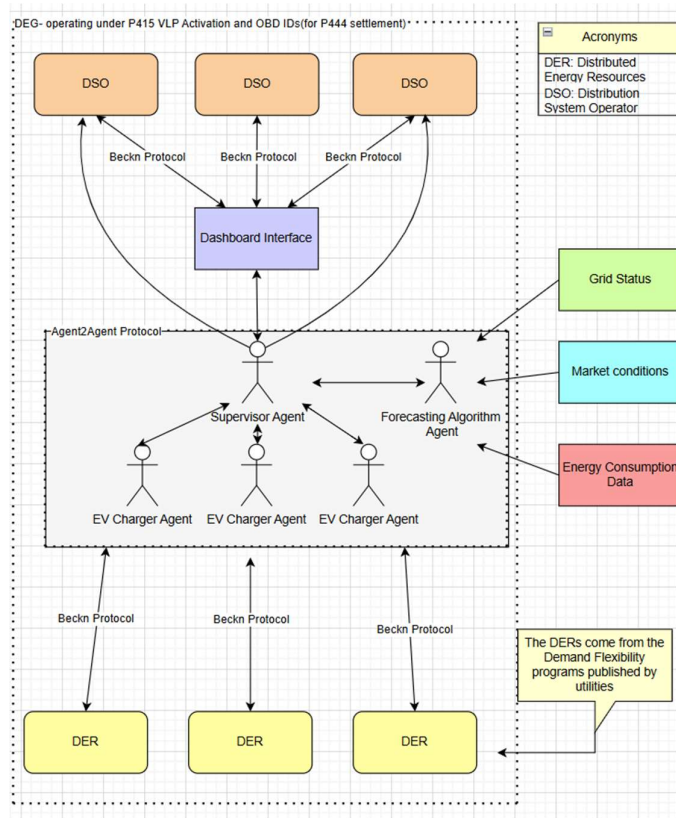 DEG- operating under P415 VLP Activation and OBD IDs(for P444 settlement)
Acronyms
DER: Distributed
Energy Resources
DSO: Distribution
System Operator
DSO
DSO
DSO
Beckn Protocol
Beckn Protocol
Beckn Protocol
Dashboard Interface
Grid Status
Agent2Agent Protocol
Market conditions
Supervisor Agent
Forecasting Algorithm
Agent
Energy Consumption
Data
EV Charger Agent
EV Charger Agent
EV Charger Agent
Beckn Protocol
Beckn Protocol
Beckn Protocol
The DERs come from the
Demand Flexibility
programs published by
utilities
DER
DER
DER